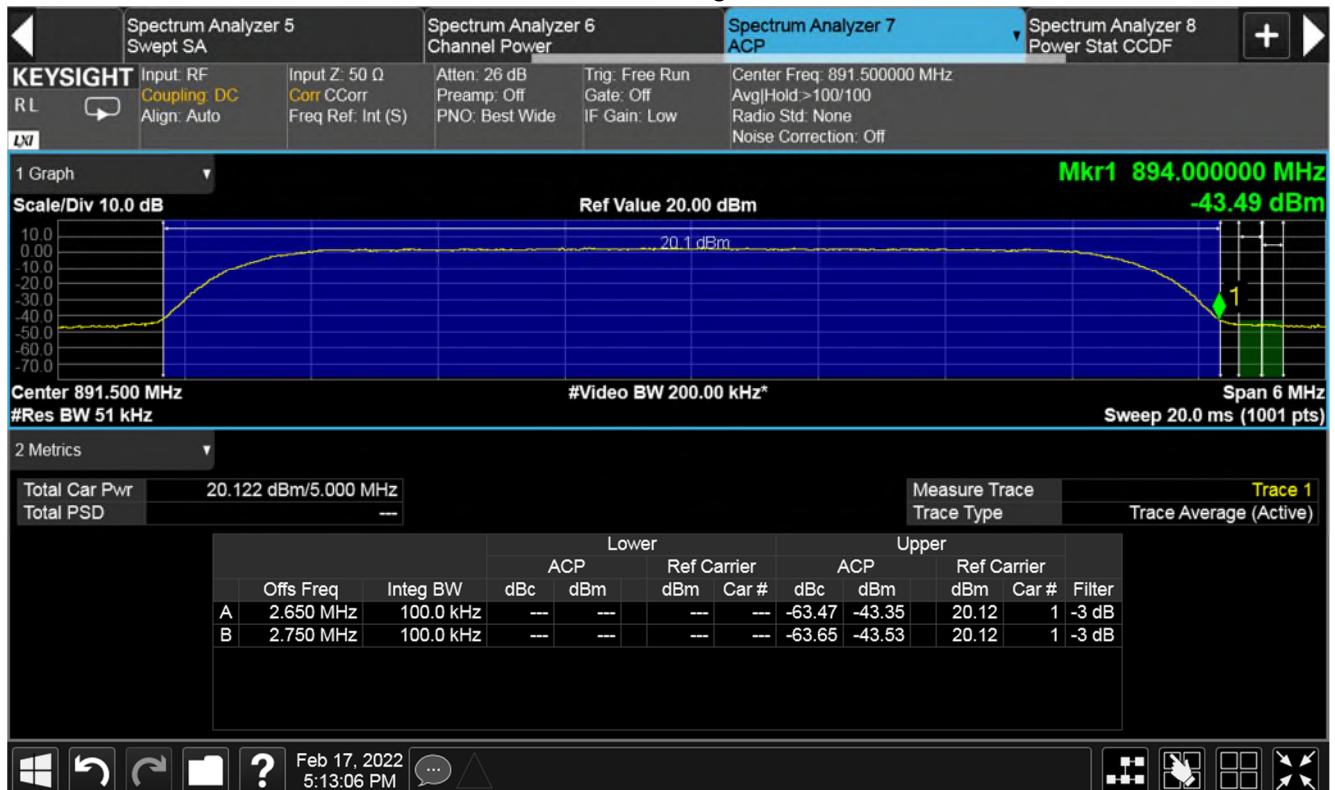 Spectrum Analyzer 5
Swept SA
Spectrum Analyzer 6
Channel Power
Spectrum Analyzer 7
ACP
Spectrum Analyzer 8
Power Stat CCDF
+
KEYSIGHT
RL
LXI
Input: RF
Coupling: DC
Align: Auto
Input Z: 50 Ω
Corr CCorr
Freq Ref: Int (S)
Atten: 26 dB
Preamp: Off
PNO: Best Wide
Trig: Free Run
Gate: Off
IF Gain: Low
Center Freq: 891.500000 MHz
Avg|Hold:>100/100
Radio Std: None
Noise Correction: Off
1 Graph
Mkr1 894.000000 MHz
-43.49 dBm
Scale/Div 10.0 dB
Ref Value 20.00 dBm
10.0
0.00
-10.0
-20.0
-30.0
-40.0
-50.0
-60.0
-70.0
20.1 dBm
1
Center 891.500 MHz
#Video BW 200.00 kHz*
Span 6 MHz
#Res BW 51 kHz
Sweep 20.0 ms (1001 pts)
2 Metrics
Total Car Pwr 20.122 dBm/5.000 MHz
Total PSD ---
Measure Trace Trace 1
Trace Type Trace Average (Active)
Lower Upper
ACP Ref Carrier ACP Ref Carrier
Offs Freq Integ BW dBc dBm dBm Car # dBc dBm dBm Car # Filter
A 2.650 MHz 100.0 kHz --- --- --- --- -63.47 -43.35 20.12 1 -3 dB
B 2.750 MHz 100.0 kHz --- --- --- --- -63.65 -43.53 20.12 1 -3 dB
?
Feb 17, 2022
5:13:06 PM